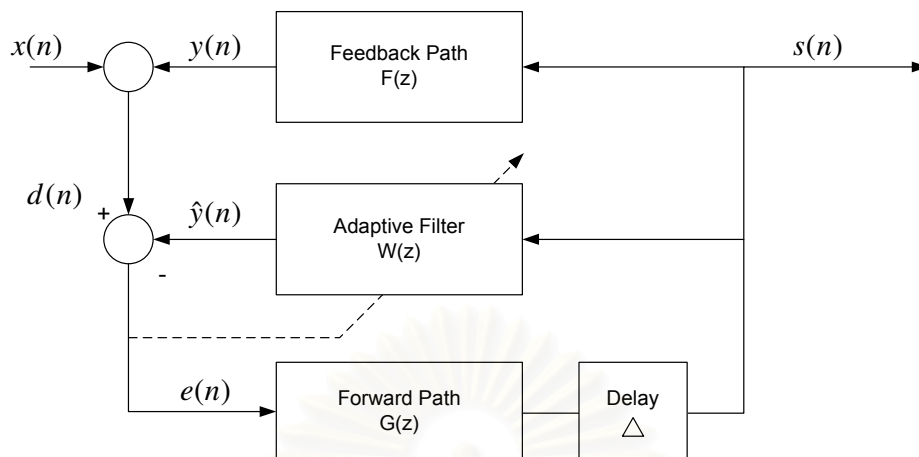 x(n)
y(n)
Feedback Path
F(z)
s(n)
d(n)
+
ŷ(n)
Adaptive Filter
W(z)
-
e(n)
Forward Path
G(z)
Delay
△